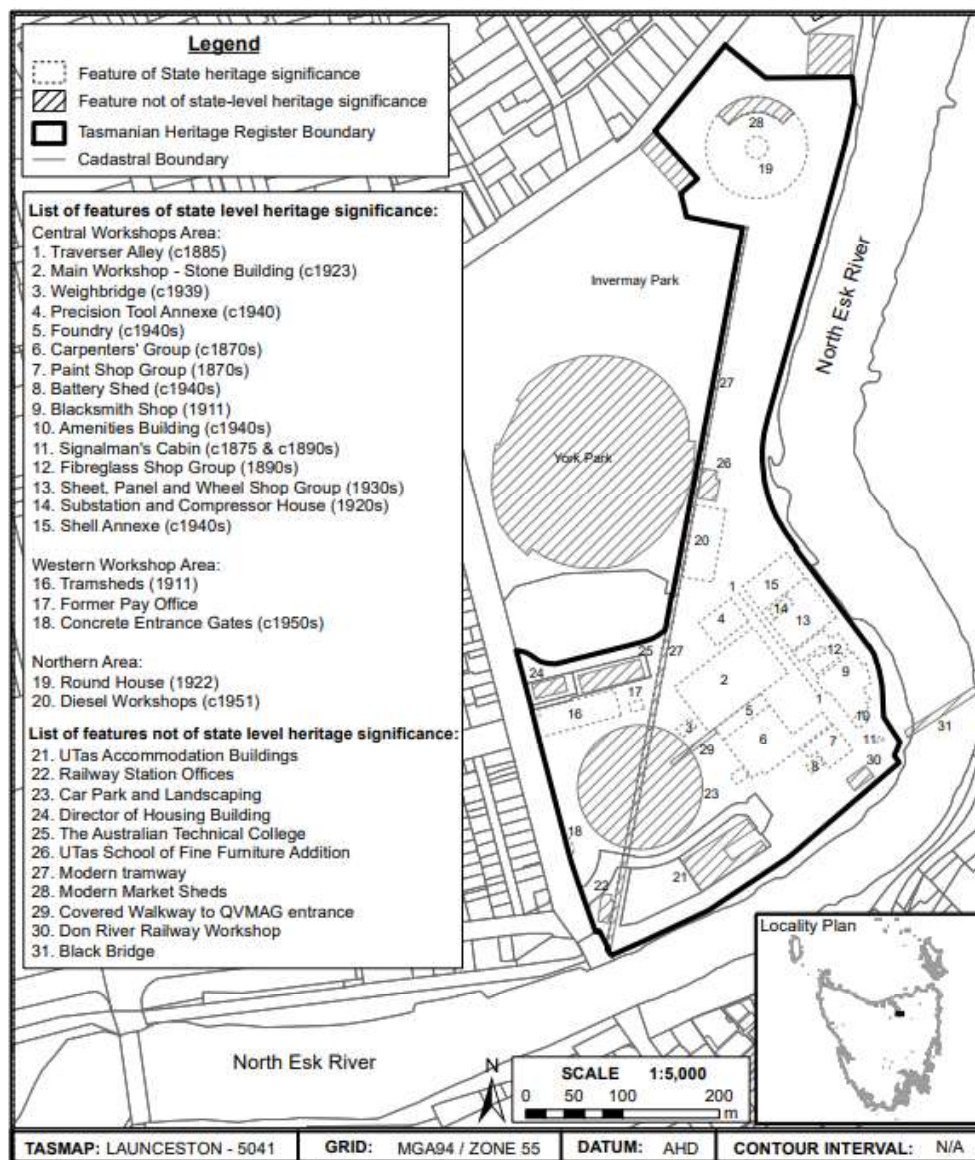 Legend
Feature of State heritage significance
Feature not of state-level heritage significance
Tasmanian Heritage Register Boundary
Cadastral Boundary
List of features of state level heritage significance:
Central Workshops Area:
1. Traverser Alley (c1885)
2. Main Workshop - Stone Building (c1923)
3. Weighbridge (c1939)
4. Precision Tool Annexe (c1940)
5. Foundry (c1940s)
6. Carpenters' Group (c1870s)
7. Paint Shop Group (1870s)
8. Battery Shed (c1940s)
9. Blacksmith Shop (1911)
10. Amenities Building (c1940s)
11. Signalman's Cabin (c1875 & c1890s)
12. Fibreglass Shop Group (1890s)
13. Sheet, Panel and Wheel Shop Group (1930s)
14. Substation and Compressor House (1920s)
15. Shell Annexe (c1940s)
Western Workshop Area:
16. Tramsheds (1911)
17. Former Pay Office
18. Concrete Entrance Gates (c1950s)
Northern Area:
19. Round House (1922)
20. Diesel Workshops (c1951)
List of features not of state level heritage significance:
21. UTas Accommodation Buildings
22. Railway Station Offices
23. Car Park and Landscaping
24. Director of Housing Building
25. The Australian Technical College
26. UTas School of Fine Furniture Addition
27. Modern tramway
28. Modern Market Sheds
29. Covered Walkway to QVMAG entrance
30. Don River Railway Workshop
31. Black Bridge
28
19
Invermay Park
North Esk River
27
York Park
26
20
1
15
14
4
13
25
27
12
24
2
9
17
16
1
5
10
3
31
6
7
11
29
8
30
23
18
21
22
Locality Plan
North Esk River
N
SCALE 1:5,000
0 50 100 200
m
TASMAP: LAUNCESTON - 5041
GRID: MGA94 / ZONE 55
DATUM: AHD
CONTOUR INTERVAL: N/A